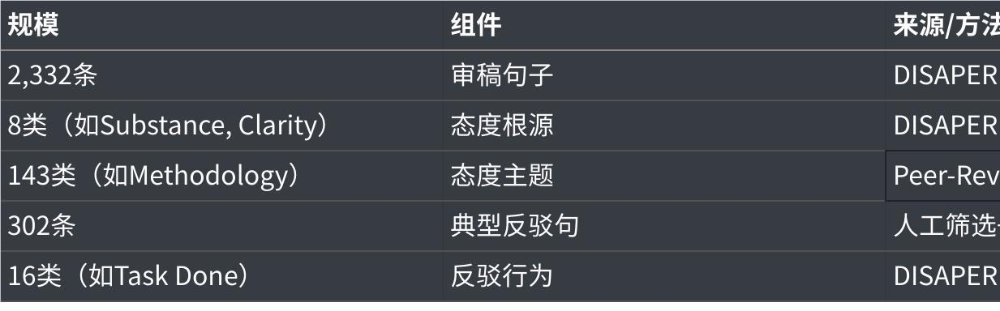 规模 组件 来源/方法
2,332条 审稿句子 DISAPER
8类（如Substance, Clarity） 态度根源 DISAPER
143类（如Methodology） 态度主题 Peer-Rev
302条 典型反驳句 人工筛选
16类（如Task Done） 反驳行为 DISAPER